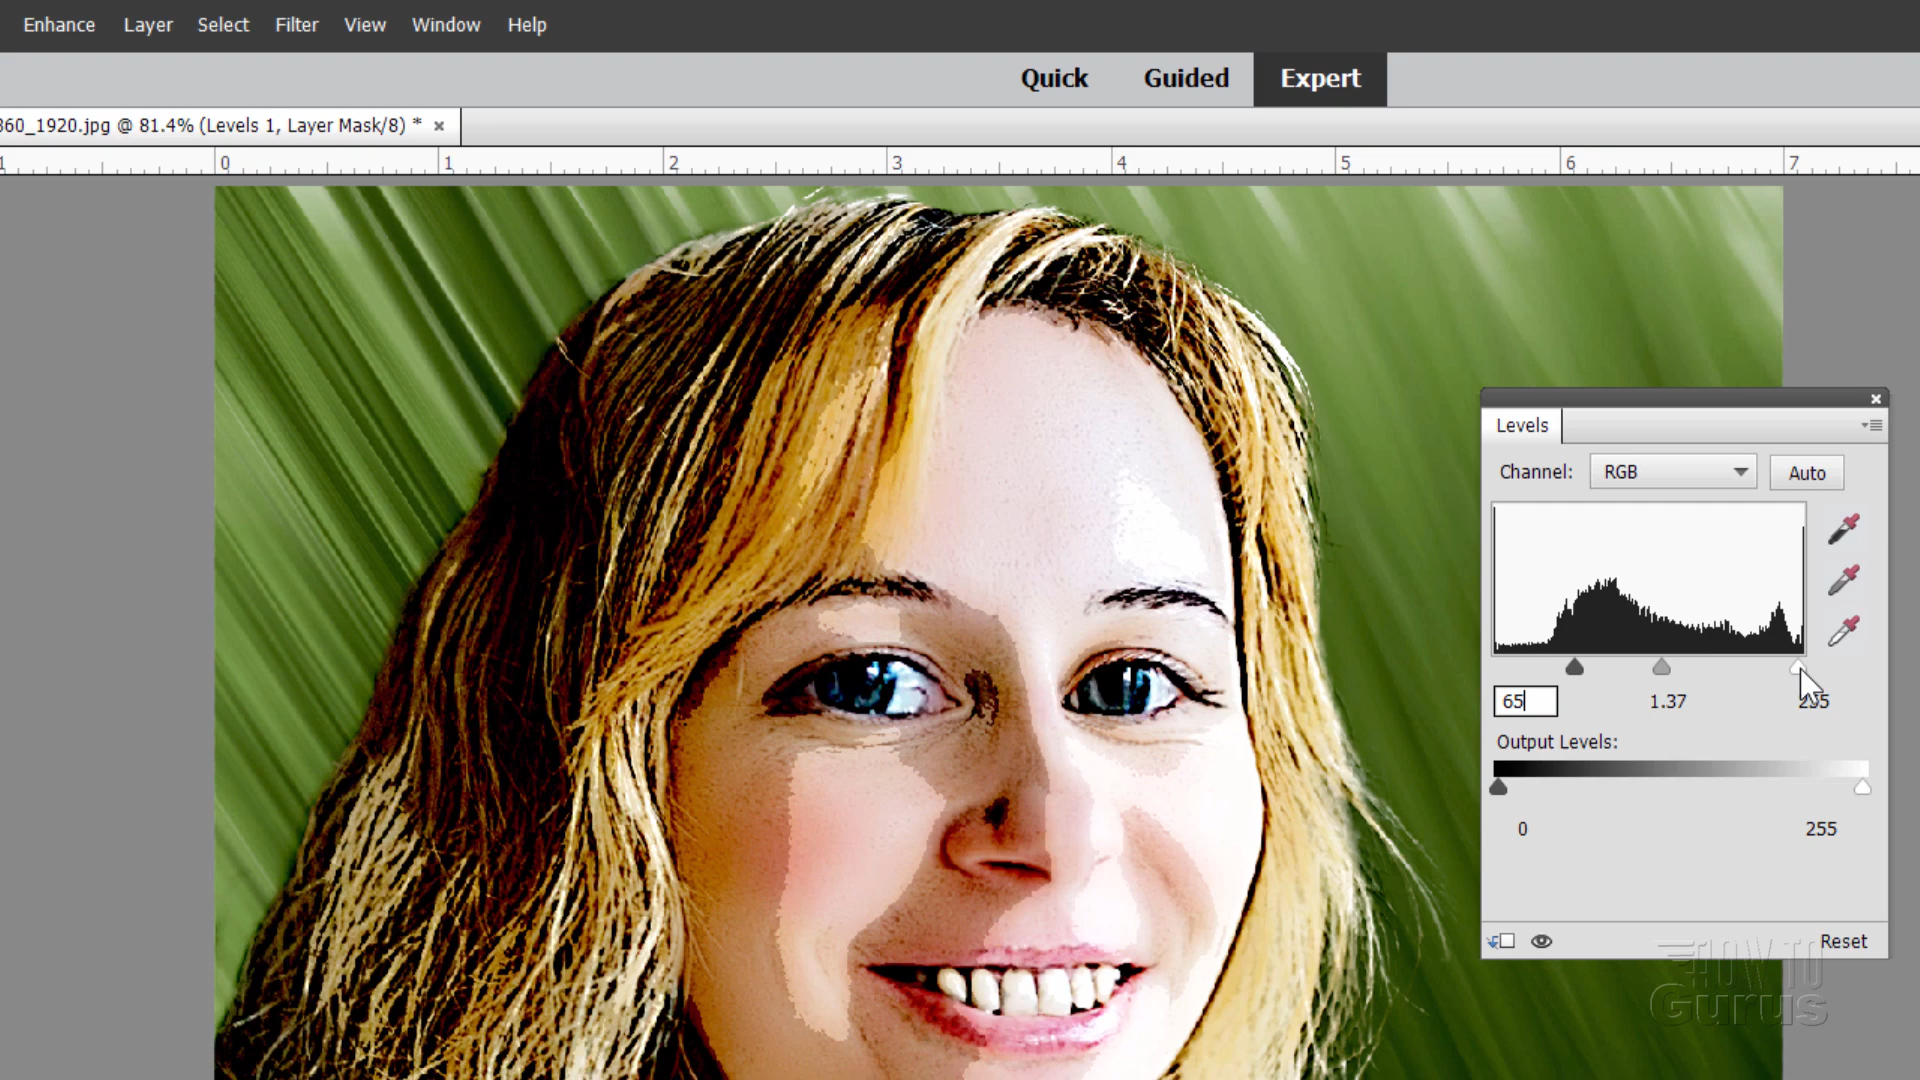 Enhance Layer Select Filter View Window Help
Quick Guided Expert
360_1920.jpg @ 81.4% (Levels 1, Layer Mask/8) * ×
1 0 1 2 3 4 5 6 7
Levels
Channel: RGB Auto
65 1.37 255
Output Levels:
0 255
Reset
HOW TO
Gurus